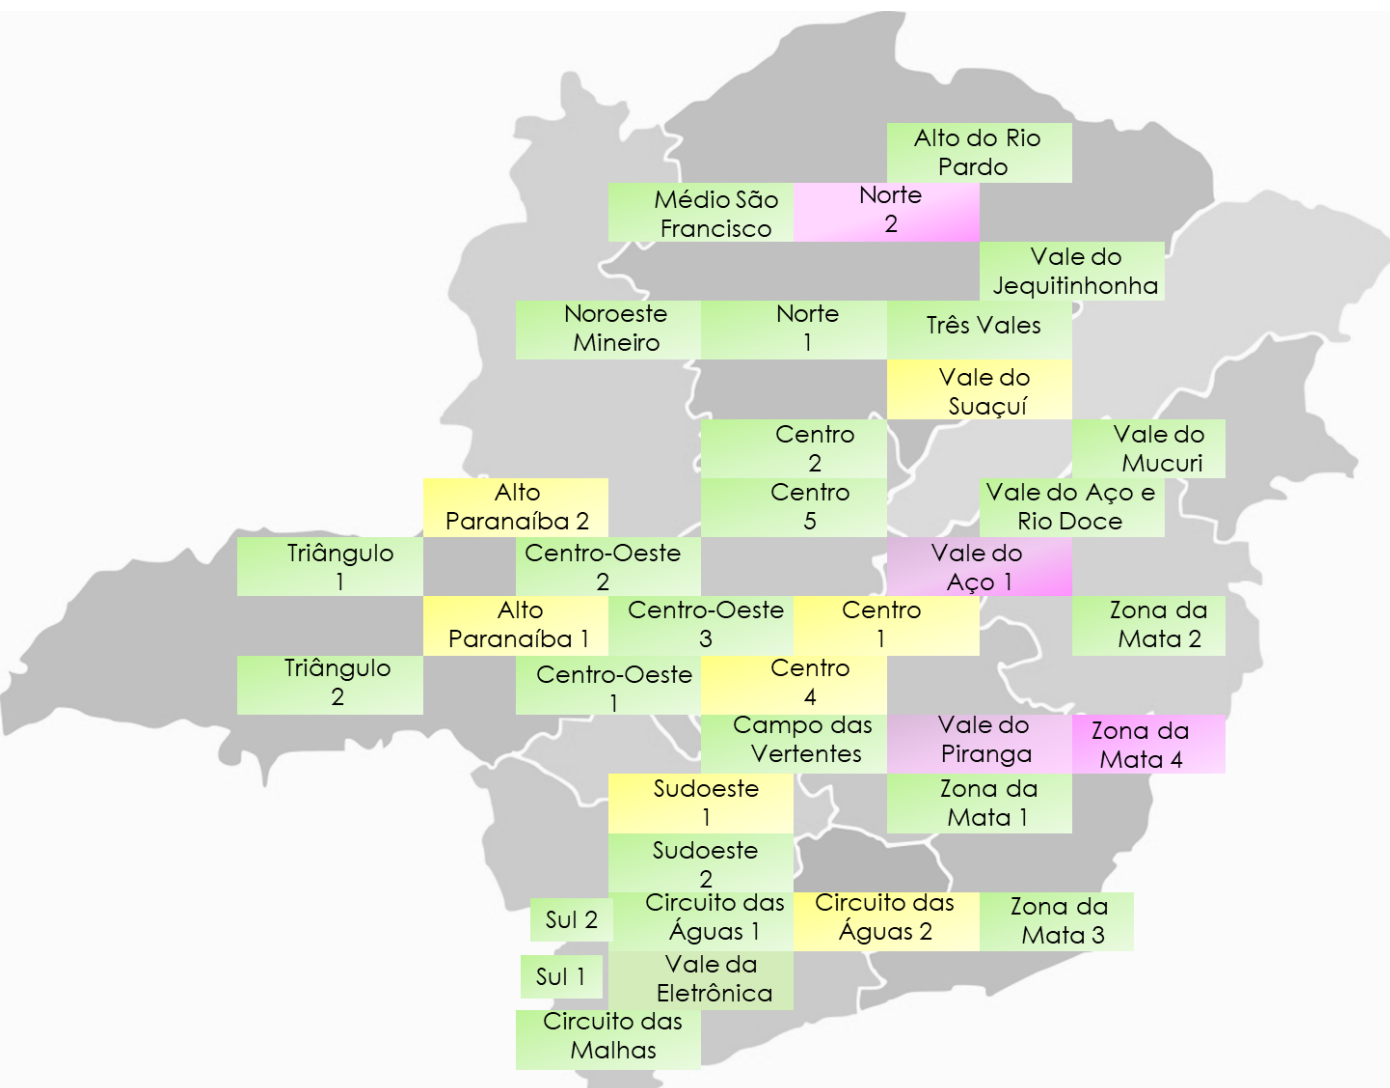 Alto do Rio
Pardo
Médio São
Francisco
Norte
2
Vale do
Jequitinhonha
Noroeste
Mineiro
Norte
1
Três Vales
Vale do
Suaçuí
Centro
2
Vale do
Mucuri
Alto
Paranaíba 2
Centro
5
Vale do Aço e
Rio Doce
Triângulo
1
Centro-Oeste
2
Vale do
Aço 1
Alto
Paranaíba 1
Centro-Oeste
3
Centro
1
Zona da
Mata 2
Triângulo
2
Centro-Oeste
1
Centro
4
Campo das
Vertentes
Vale do
Piranga
Zona da
Mata 4
Sudoeste
1
Zona da
Mata 1
Sudoeste
2
Sul 2
Circuito das
Águas 1
Circuito das
Águas 2
Zona da
Mata 3
Sul 1
Vale da
Eletrônica
Circuito das
Malhas